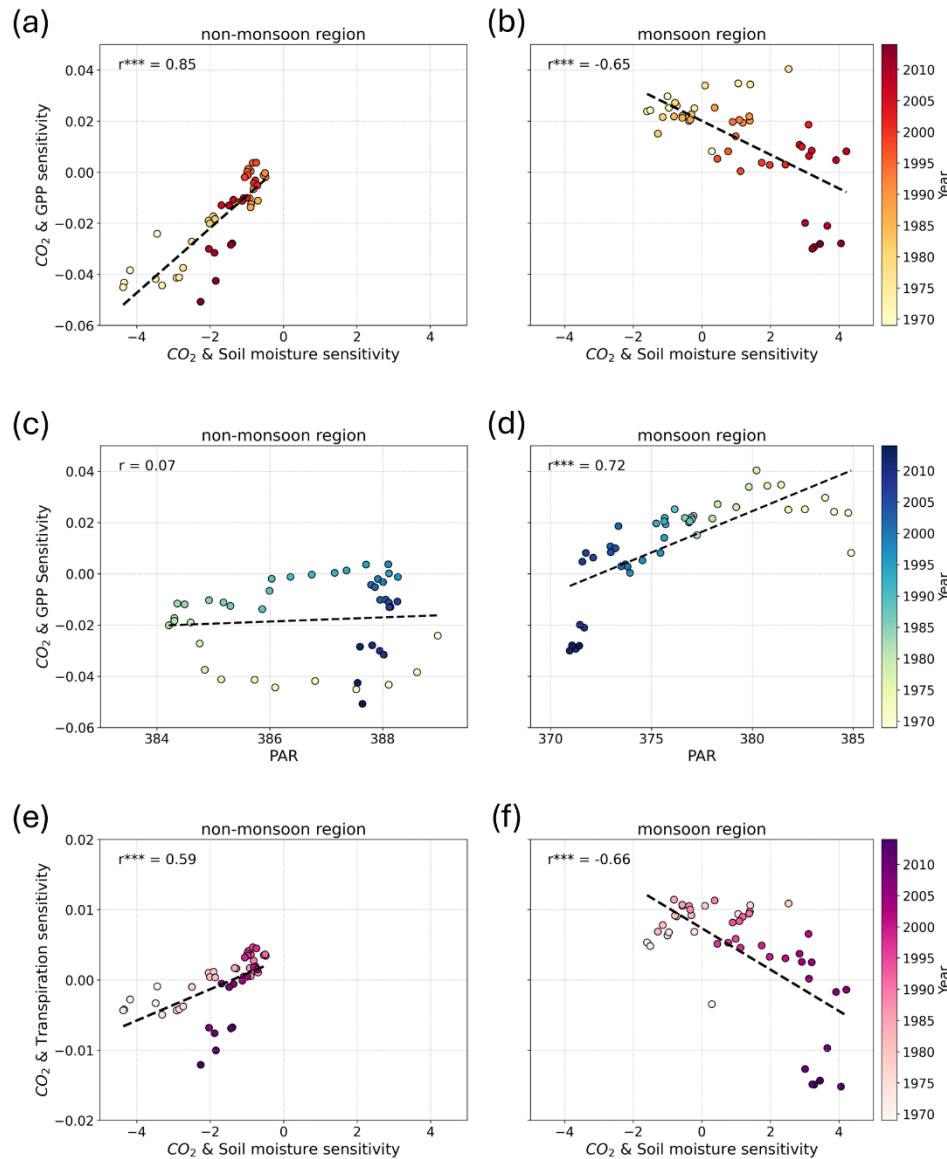 (a)
non-monsoon region
r*** = 0.85
0.04
0.02
0.00
−0.02
−0.04
−0.06
CO2 & GPP sensitivity
−4 −2 0 2 4
CO2 & Soil moisture sensitivity
(b)
monsoon region
r*** = -0.65
−4 −2 0 2 4
CO2 & Soil moisture sensitivity
2010
2005
2000
1995
1990
1985
1980
1975
1970
Year
(c)
non-monsoon region
r = 0.07
0.04
0.02
0.00
−0.02
−0.04
−0.06
CO2 & GPP Sensitivity
384 386 388
PAR
(d)
monsoon region
r*** = 0.72
370 375 380 385
PAR
2010
2005
2000
1995
1990
1985
1980
1975
1970
Year
(e)
non-monsoon region
r*** = 0.59
0.02
0.01
0.00
−0.01
−0.02
CO2 & Transpiration sensitivity
−4 −2 0 2 4
CO2 & Soil moisture sensitivity
(f)
monsoon region
r*** = -0.66
−4 −2 0 2 4
CO2 & Soil moisture sensitivity
2010
2005
2000
1995
1990
1985
1980
1975
1970
Year